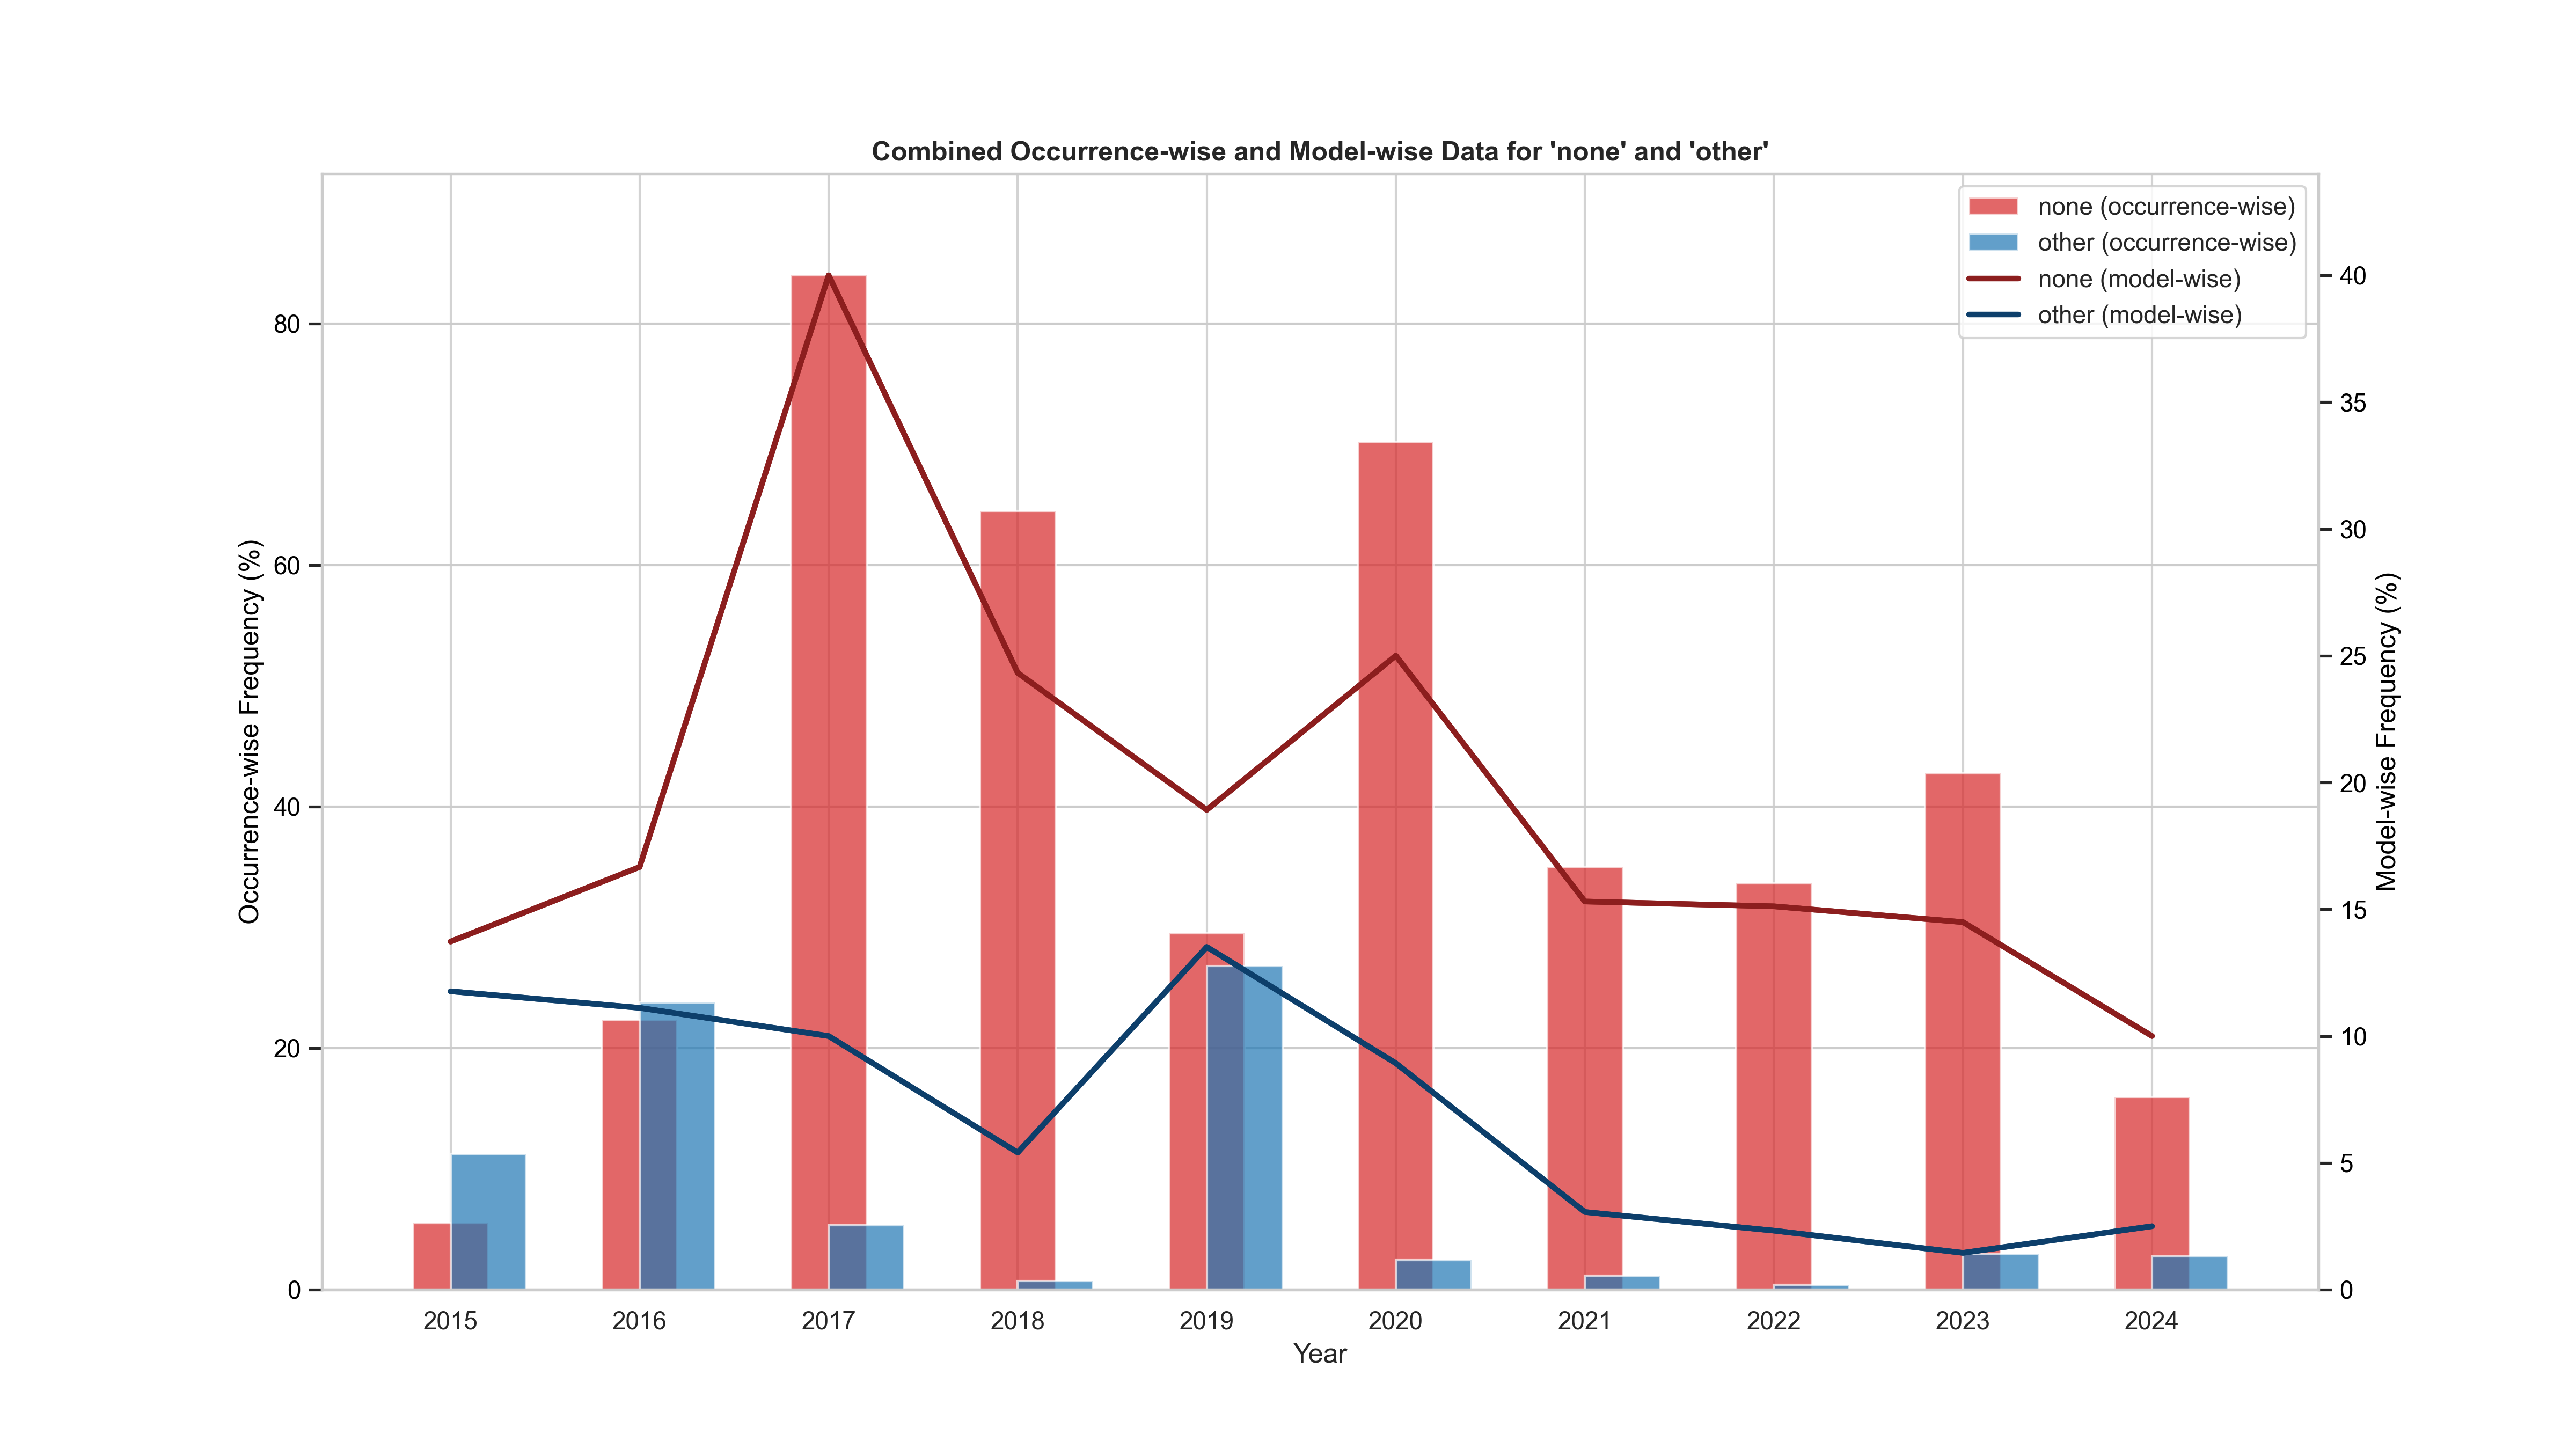 Combined Occurrence-wise and Model-wise Data for 'none' and 'other'
none (occurrence-wise)
other (occurrence-wise)
none (model-wise)
other (model-wise)
Occurrence-wise Frequency (%)
80
60
40
20
0
Model-wise Frequency (%)
40
35
30
25
20
15
10
5
0
2015 2016 2017 2018 2019 2020 2021 2022 2023 2024
Year